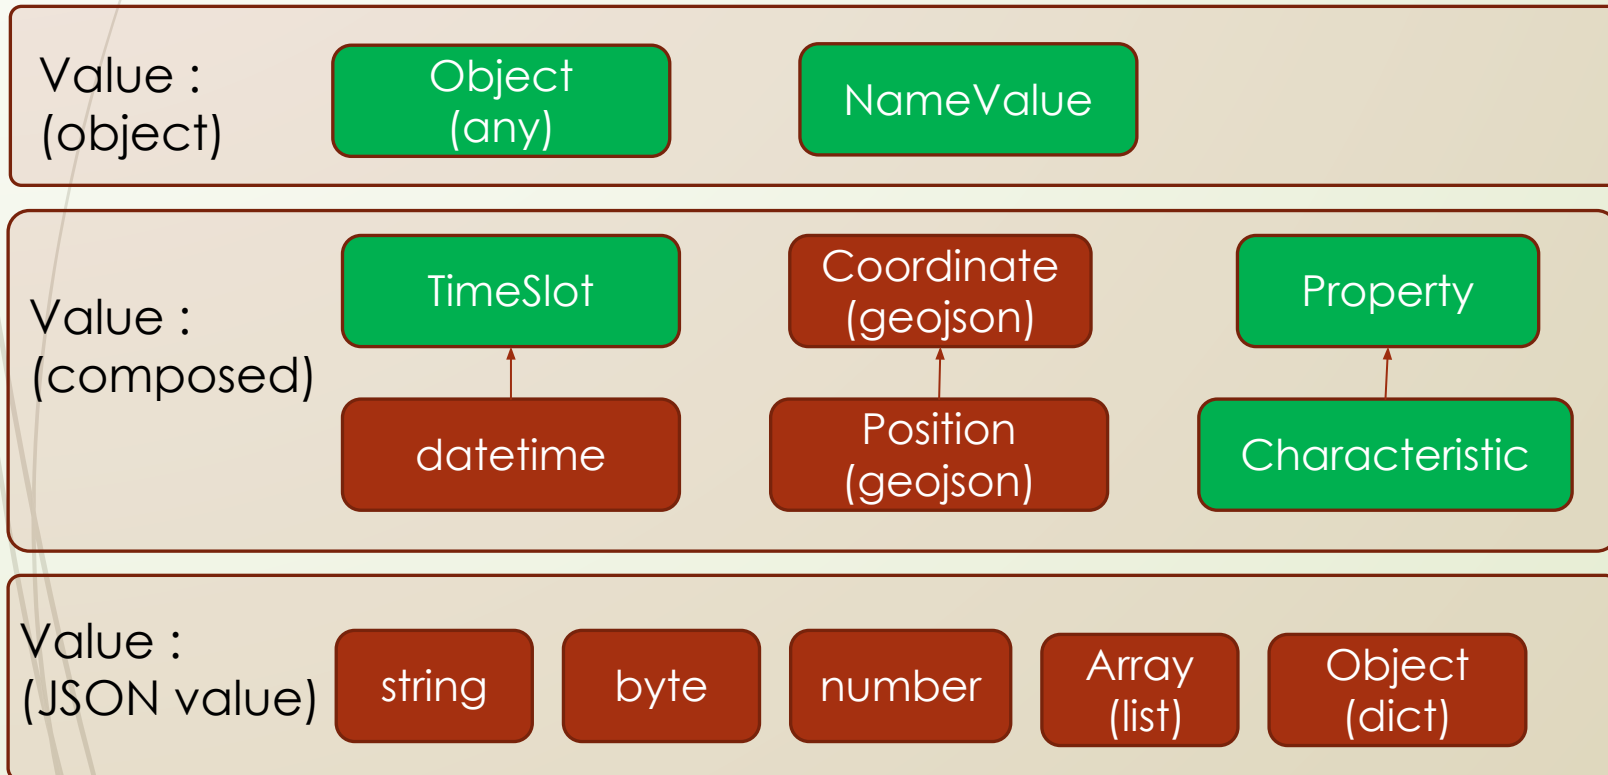 Value :
(object)
Object
(any)
NameValue
Value :
(composed)
TimeSlot
Coordinate
(geojson)
Property
datetime
Position
(geojson)
Characteristic
Value :
(JSON value)
string
byte
number
Array
(list)
Object
(dict)